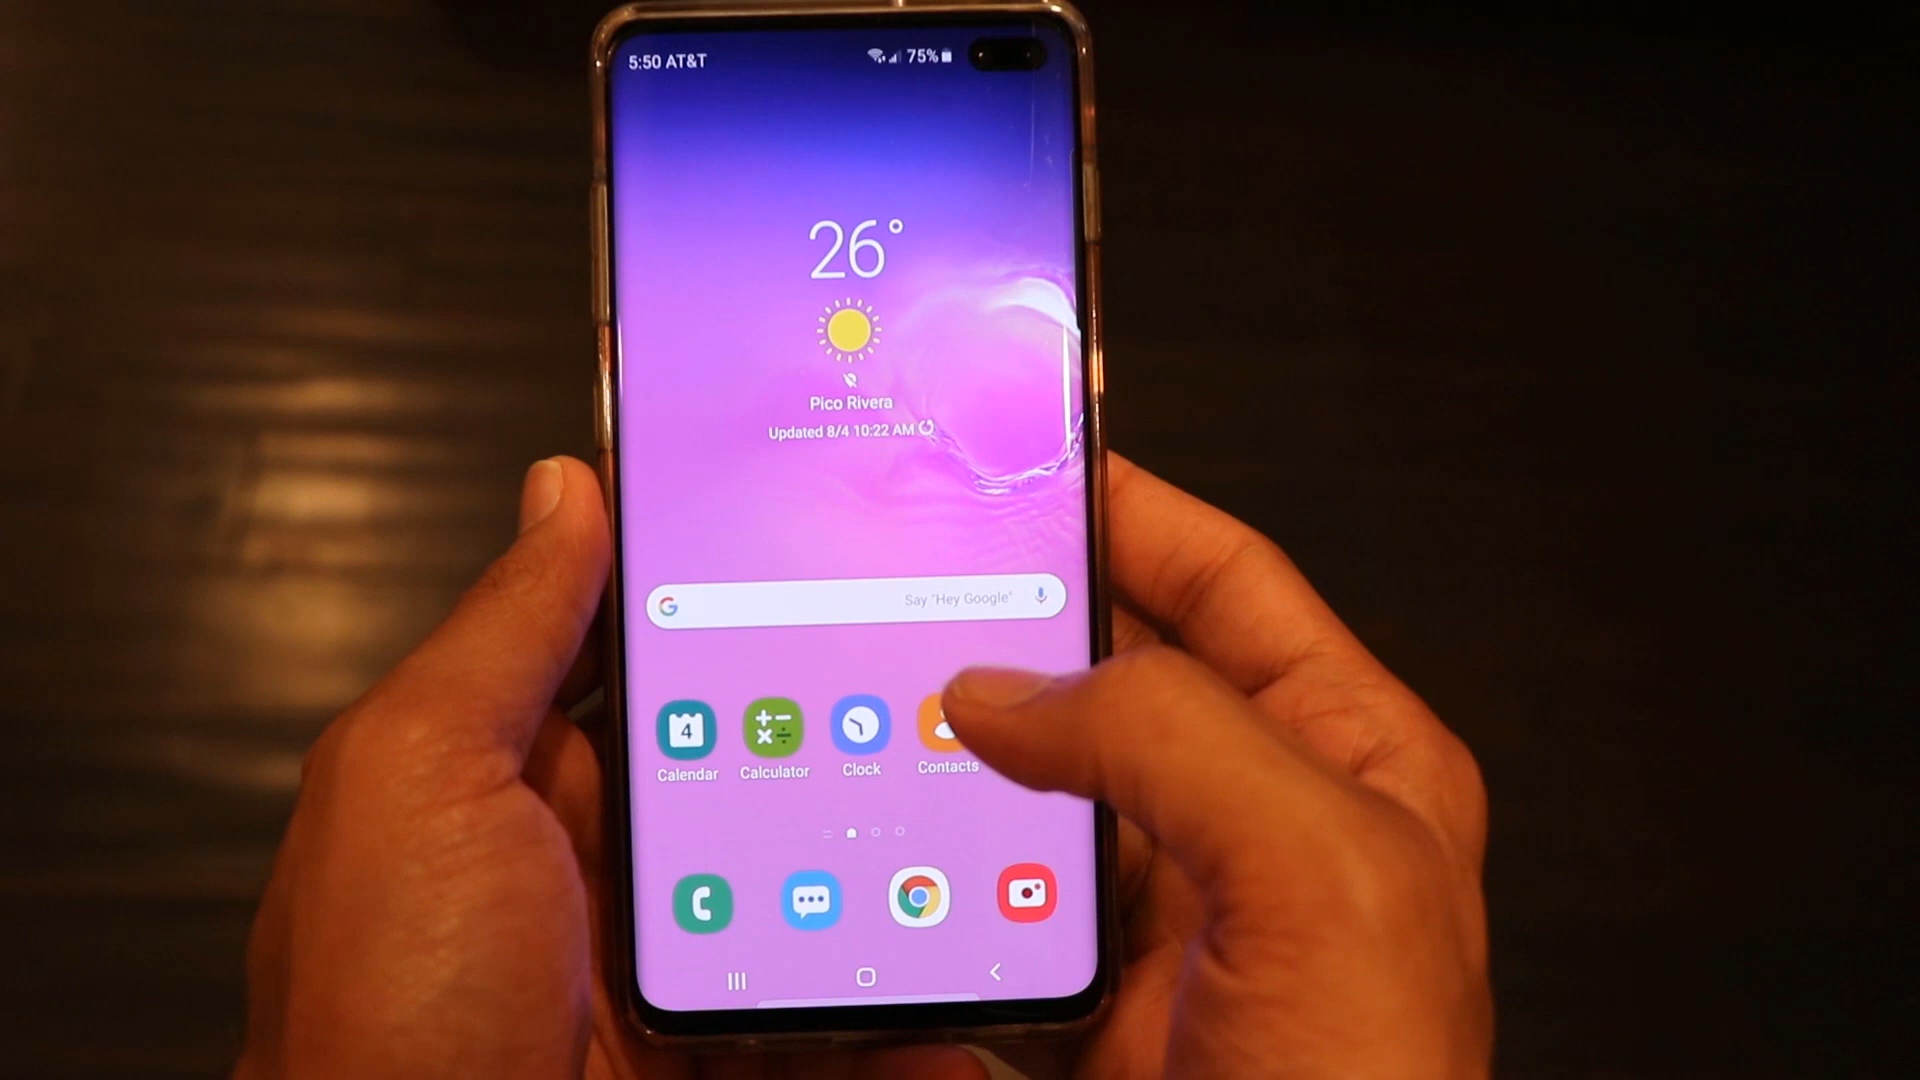 5:50 AT&T 75%
26°
Pico Rivera
Updated 8/4 10:22 AM
G Say "Hey Google"
4
Calendar Calculator Clock Contacts